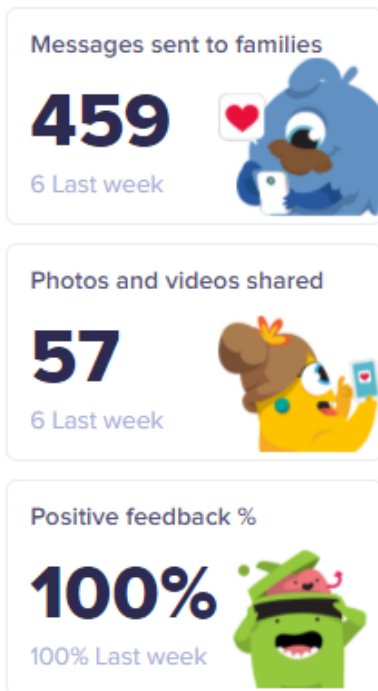 Messages sent to families
459
6 Last week
Photos and videos shared
57
6 Last week
Positive feedback %
100%
100% Last week